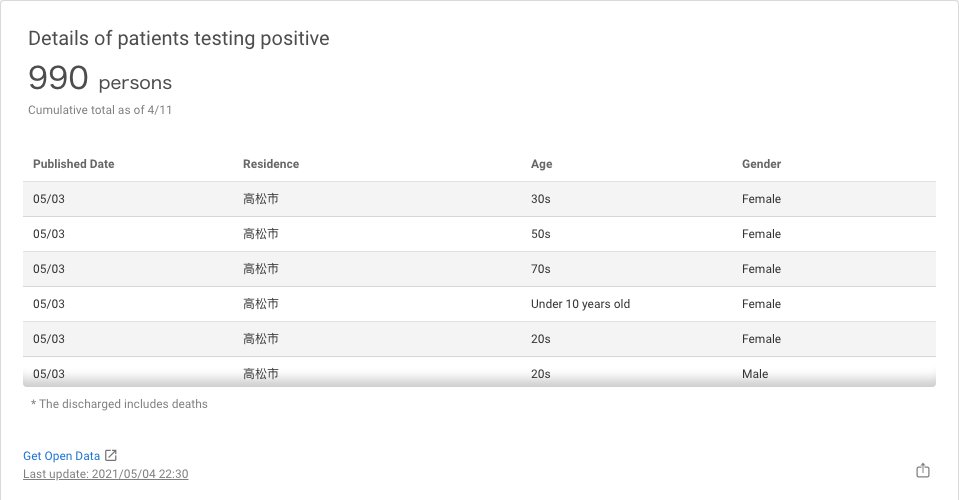 Details of patients testing positive
990 persons
Cumulative total as of 4/11
Published Date Residence Age Gender
05/03 高松市 30s Female
05/03 高松市 50s Female
05/03 高松市 70s Female
05/03 高松市 Under 10 years old Female
05/03 高松市 20s Female
05/03 高松市 20s Male
* The discharged includes deaths
Get Open Data
Last update: 2021/05/04 22:30